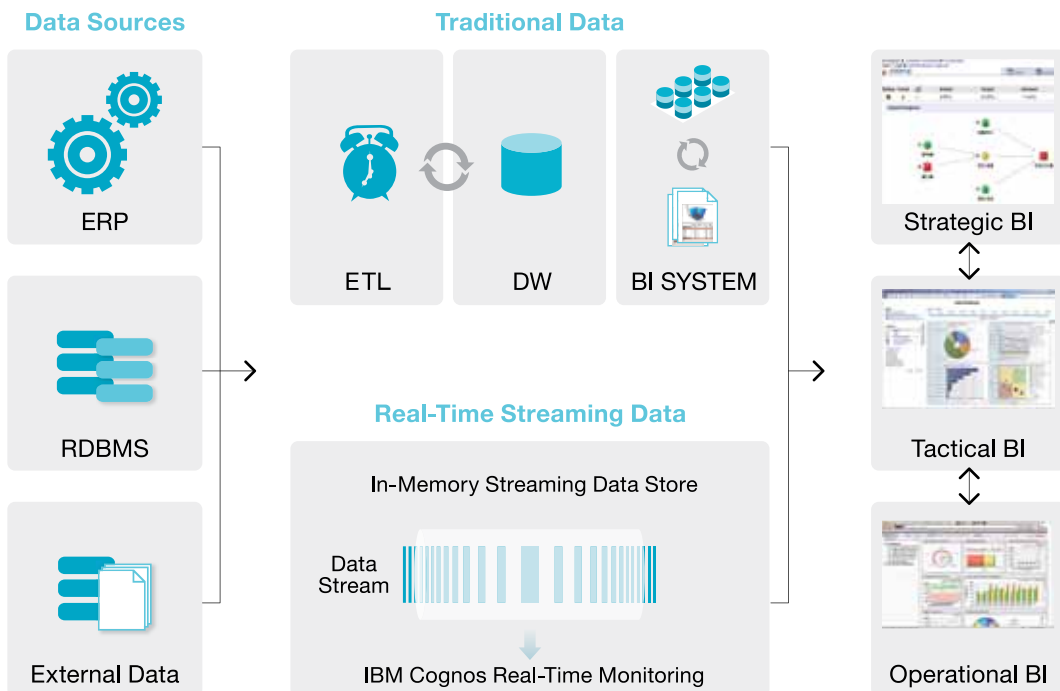 Data Sources
Traditional Data
ERP
ETL
DW
BI SYSTEM
Strategic BI
RDBMS
Real-Time Streaming Data
Tactical BI
In-Memory Streaming Data Store
Data
Stream
External Data
IBM Cognos Real-Time Monitoring
Operational BI